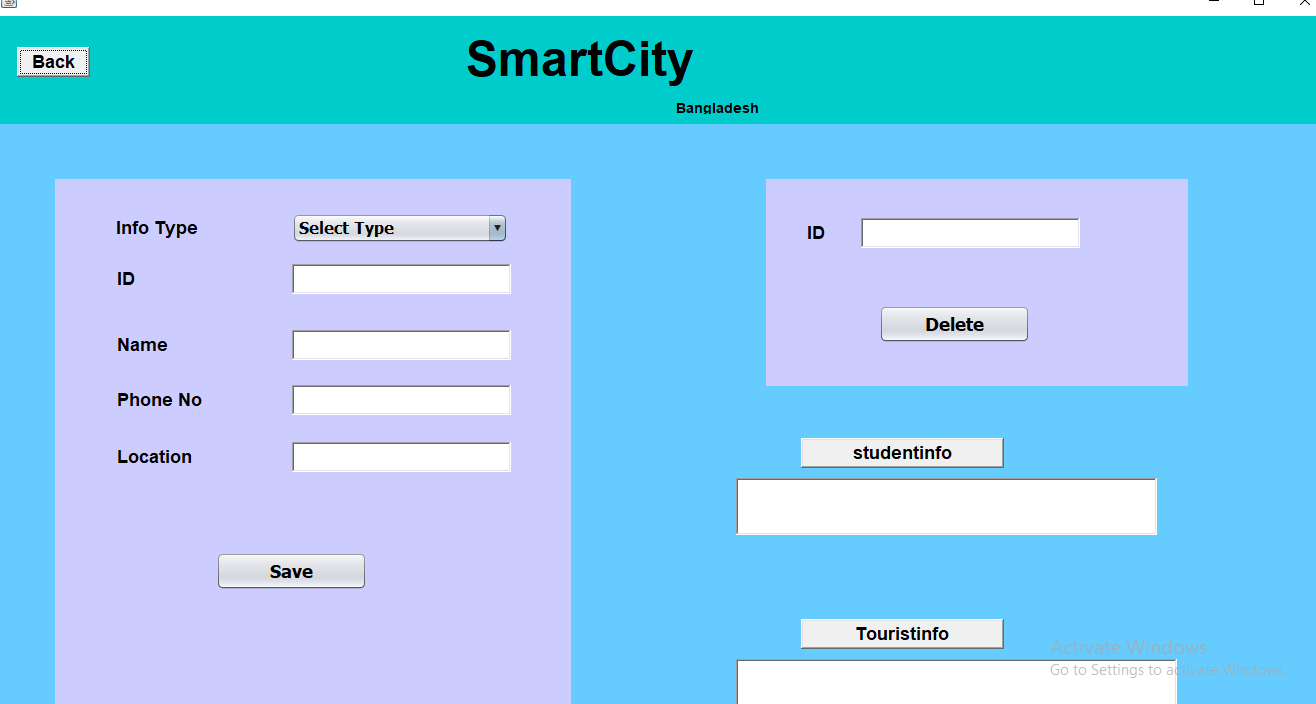 Back
SmartCity
Bangladesh
Info Type
Select Type
ID
Name
Phone No
Location
Save
ID
Delete
studentinfo
Touristinfo
Activate Windows
Go to Settings to activate Windows.